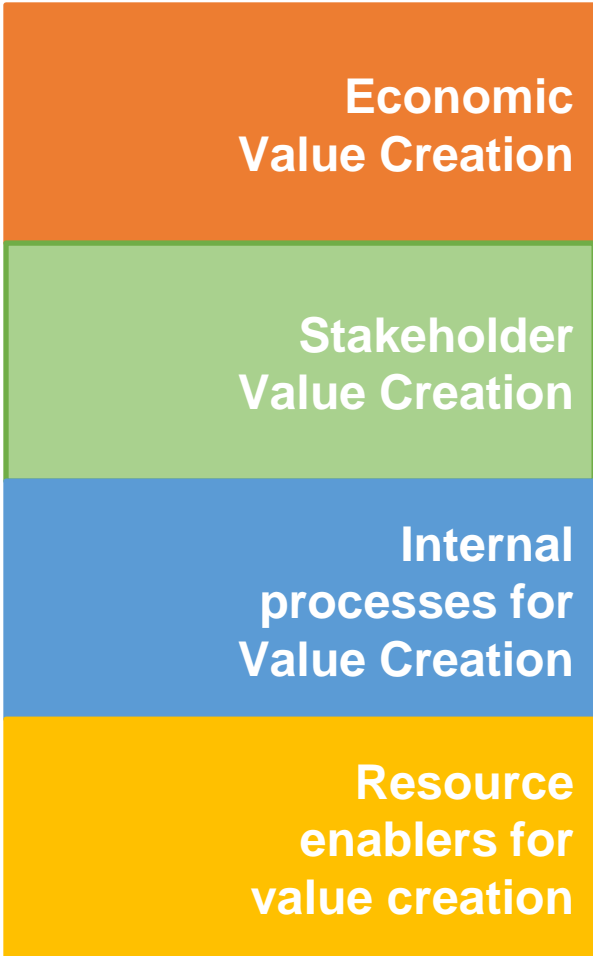 Economic
Value Creation
Stakeholder
Value Creation
Internal
processes for
Value Creation
Resource
enablers for
value creation